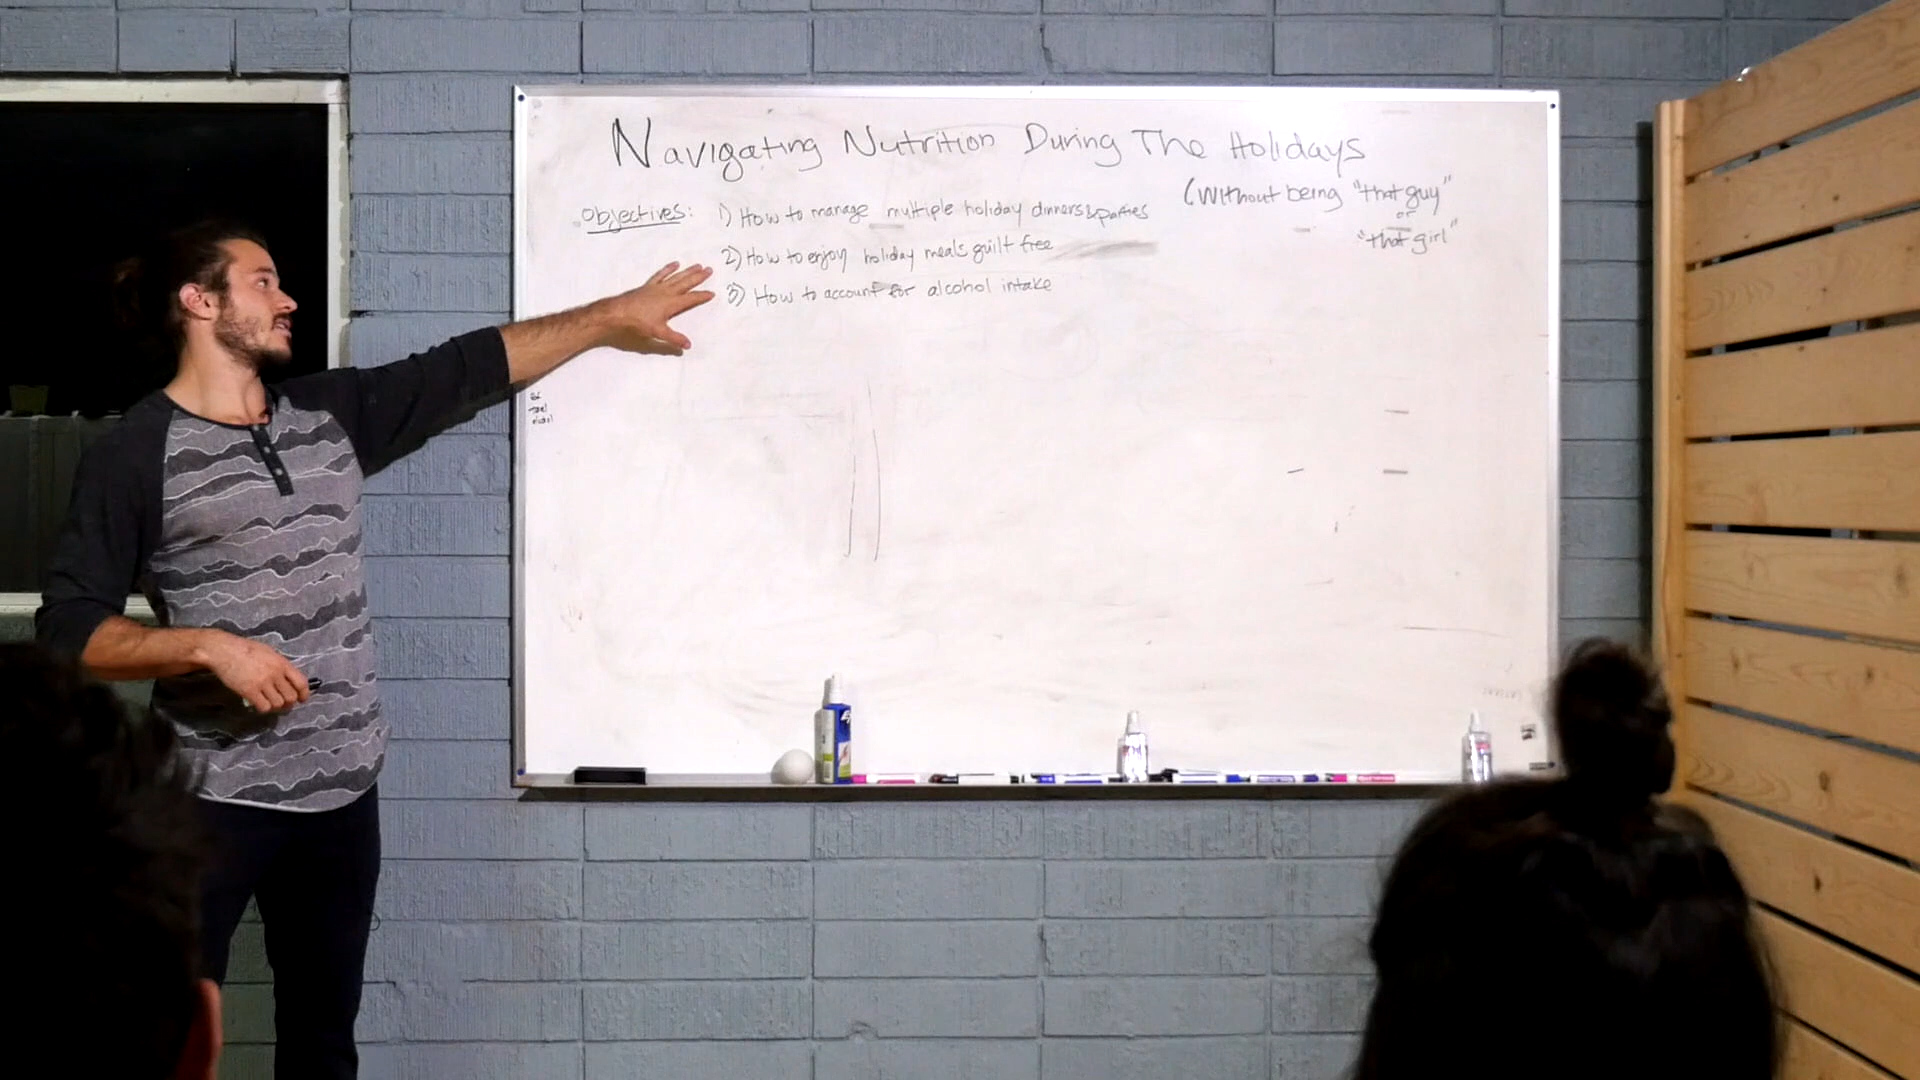 Navigating Nutrition During The Holidays
(Without being "that guy"
or
"that girl"
Objectives: 1) How to manage multiple holiday dinners & parties
2) How to enjoy holiday meals guilt free
3) How to account for alcohol intake